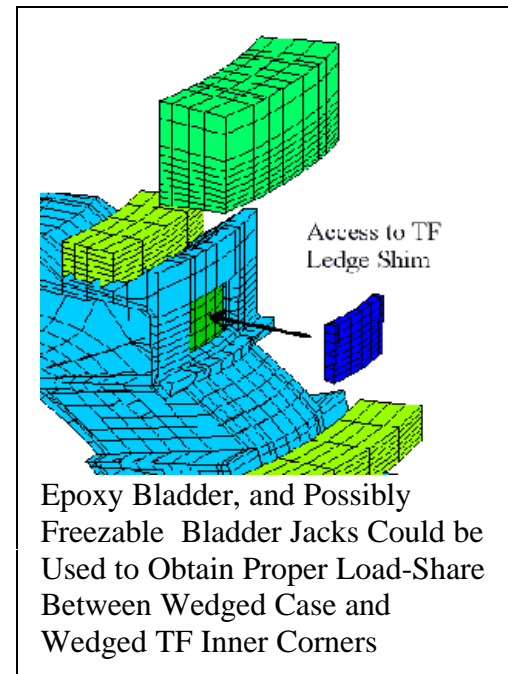 Access to TF
Ledge Shim
Epoxy Bladder, and Possibly
Freezable Bladder Jacks Could be
Used to Obtain Proper Load-Share
Between Wedged Case and
Wedged TF Inner Corners